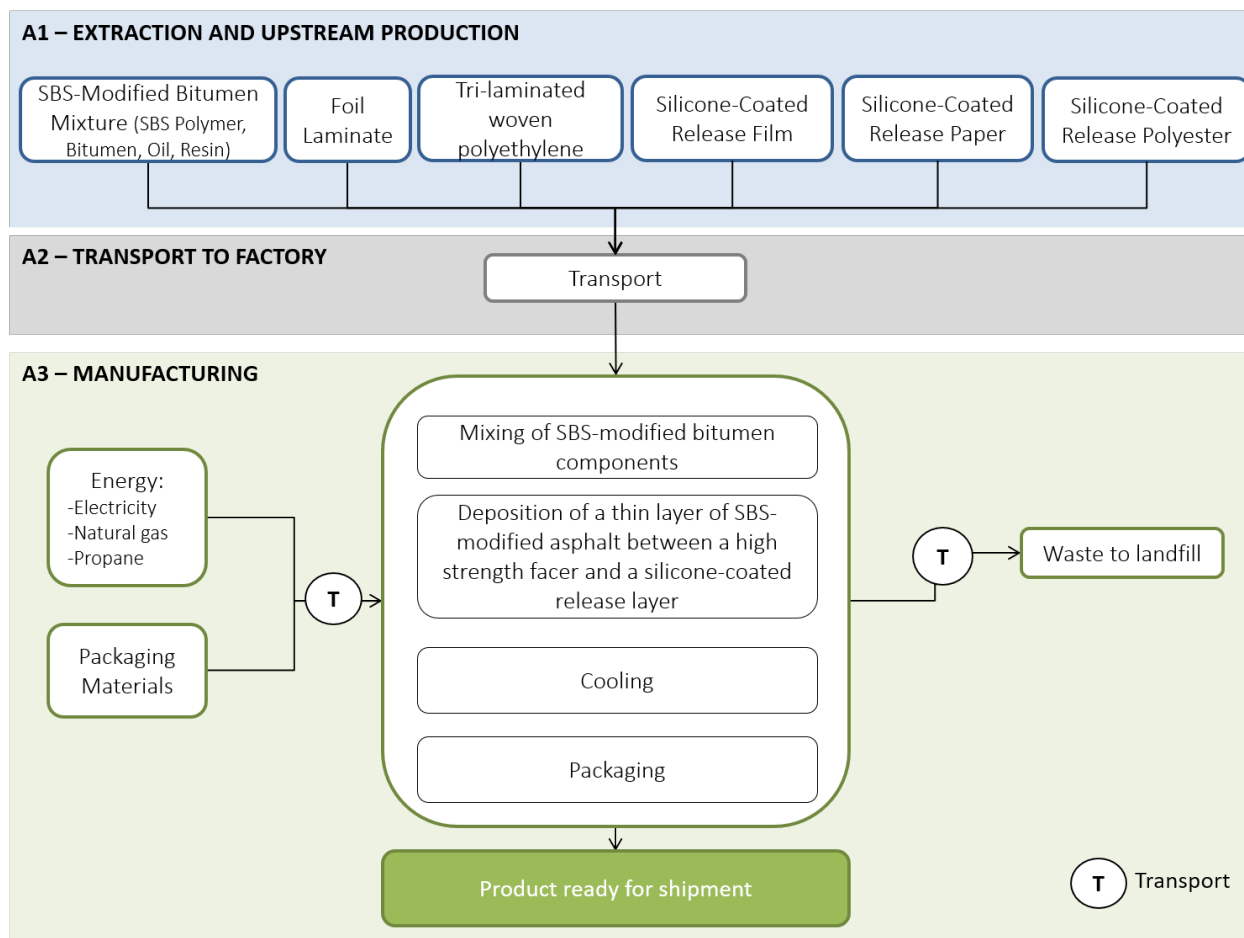 A1 – EXTRACTION AND UPSTREAM PRODUCTION
SBS-Modified Bitumen
Mixture (SBS Polymer,
Bitumen, Oil, Resin)
Foil
Laminate
Tri-laminated
woven
polyethylene
Silicone-Coated
Release Film
Silicone-Coated
Release Paper
Silicone-Coated
Release Polyester
A2 – TRANSPORT TO FACTORY
Transport
A3 – MANUFACTURING
Energy:
-Electricity
-Natural gas
-Propane
Packaging
Materials
T
Mixing of SBS-modified bitumen
components
Deposition of a thin layer of SBS-
modified asphalt between a high
strength facer and a silicone-coated
release layer
Cooling
Packaging
T
Waste to landfill
Product ready for shipment
T Transport